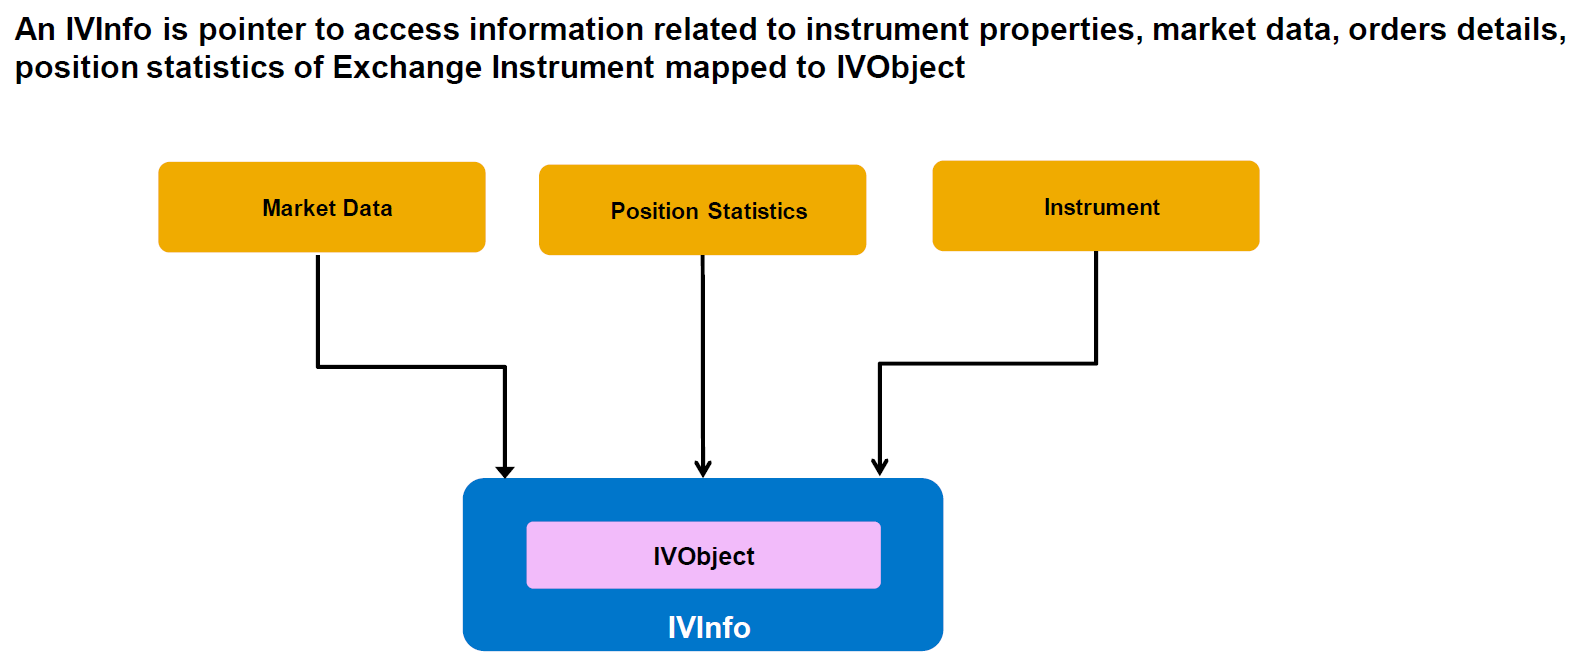 An IVInfo is pointer to access information related to instrument properties, market data, orders details,
position statistics of Exchange Instrument mapped to IVObject
Market Data
Position Statistics
Instrument
IVObject
IVInfo